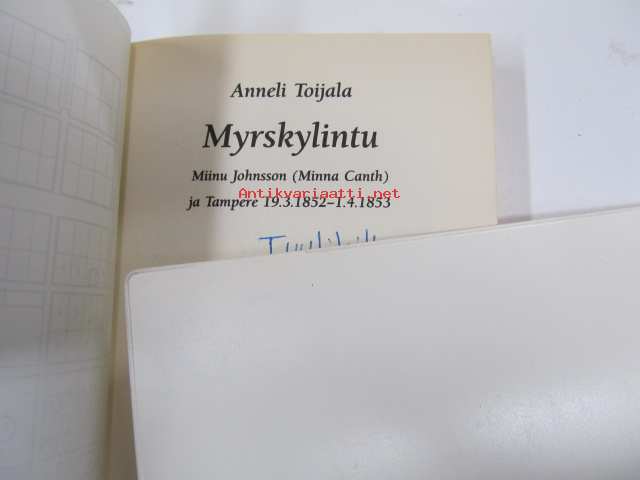 Anneli Toijala
Myrskylintu
Miinu Johnsson (Minna Canth)
Antikvariaatti.net
ja Tampere 19.3.1852–1.4.1853